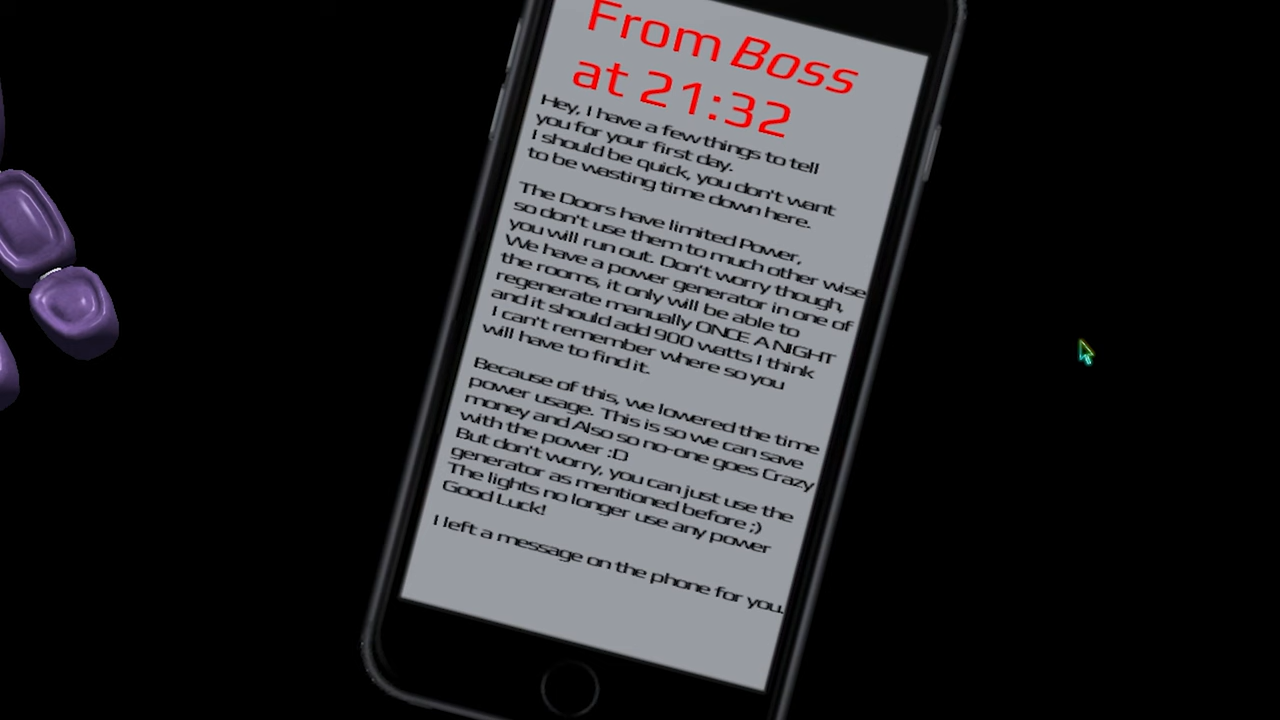 From Boss
at 21:32
Hey, I have a few things to tell
you for your first day.
I should be quick, you don't want
to be wasting time down here.
The Doors have limited Power,
so don't use them to much other wise
you will run out. Don't worry though,
We have a power generator in one of
the rooms, it only will be able to
regenerate manually ONCE A NIGHT
and it should add 900 watts I think
I can't remember where so you
will have to find it.
Because of this, we lowered the time
power usage. This is so we can save
money and Also so no-one goes Crazy
with the power :D
But don't worry, you can just use the
generator as mentioned before ;)
The lights no longer use any power
Good Luck!
I left a message on the phone for you.